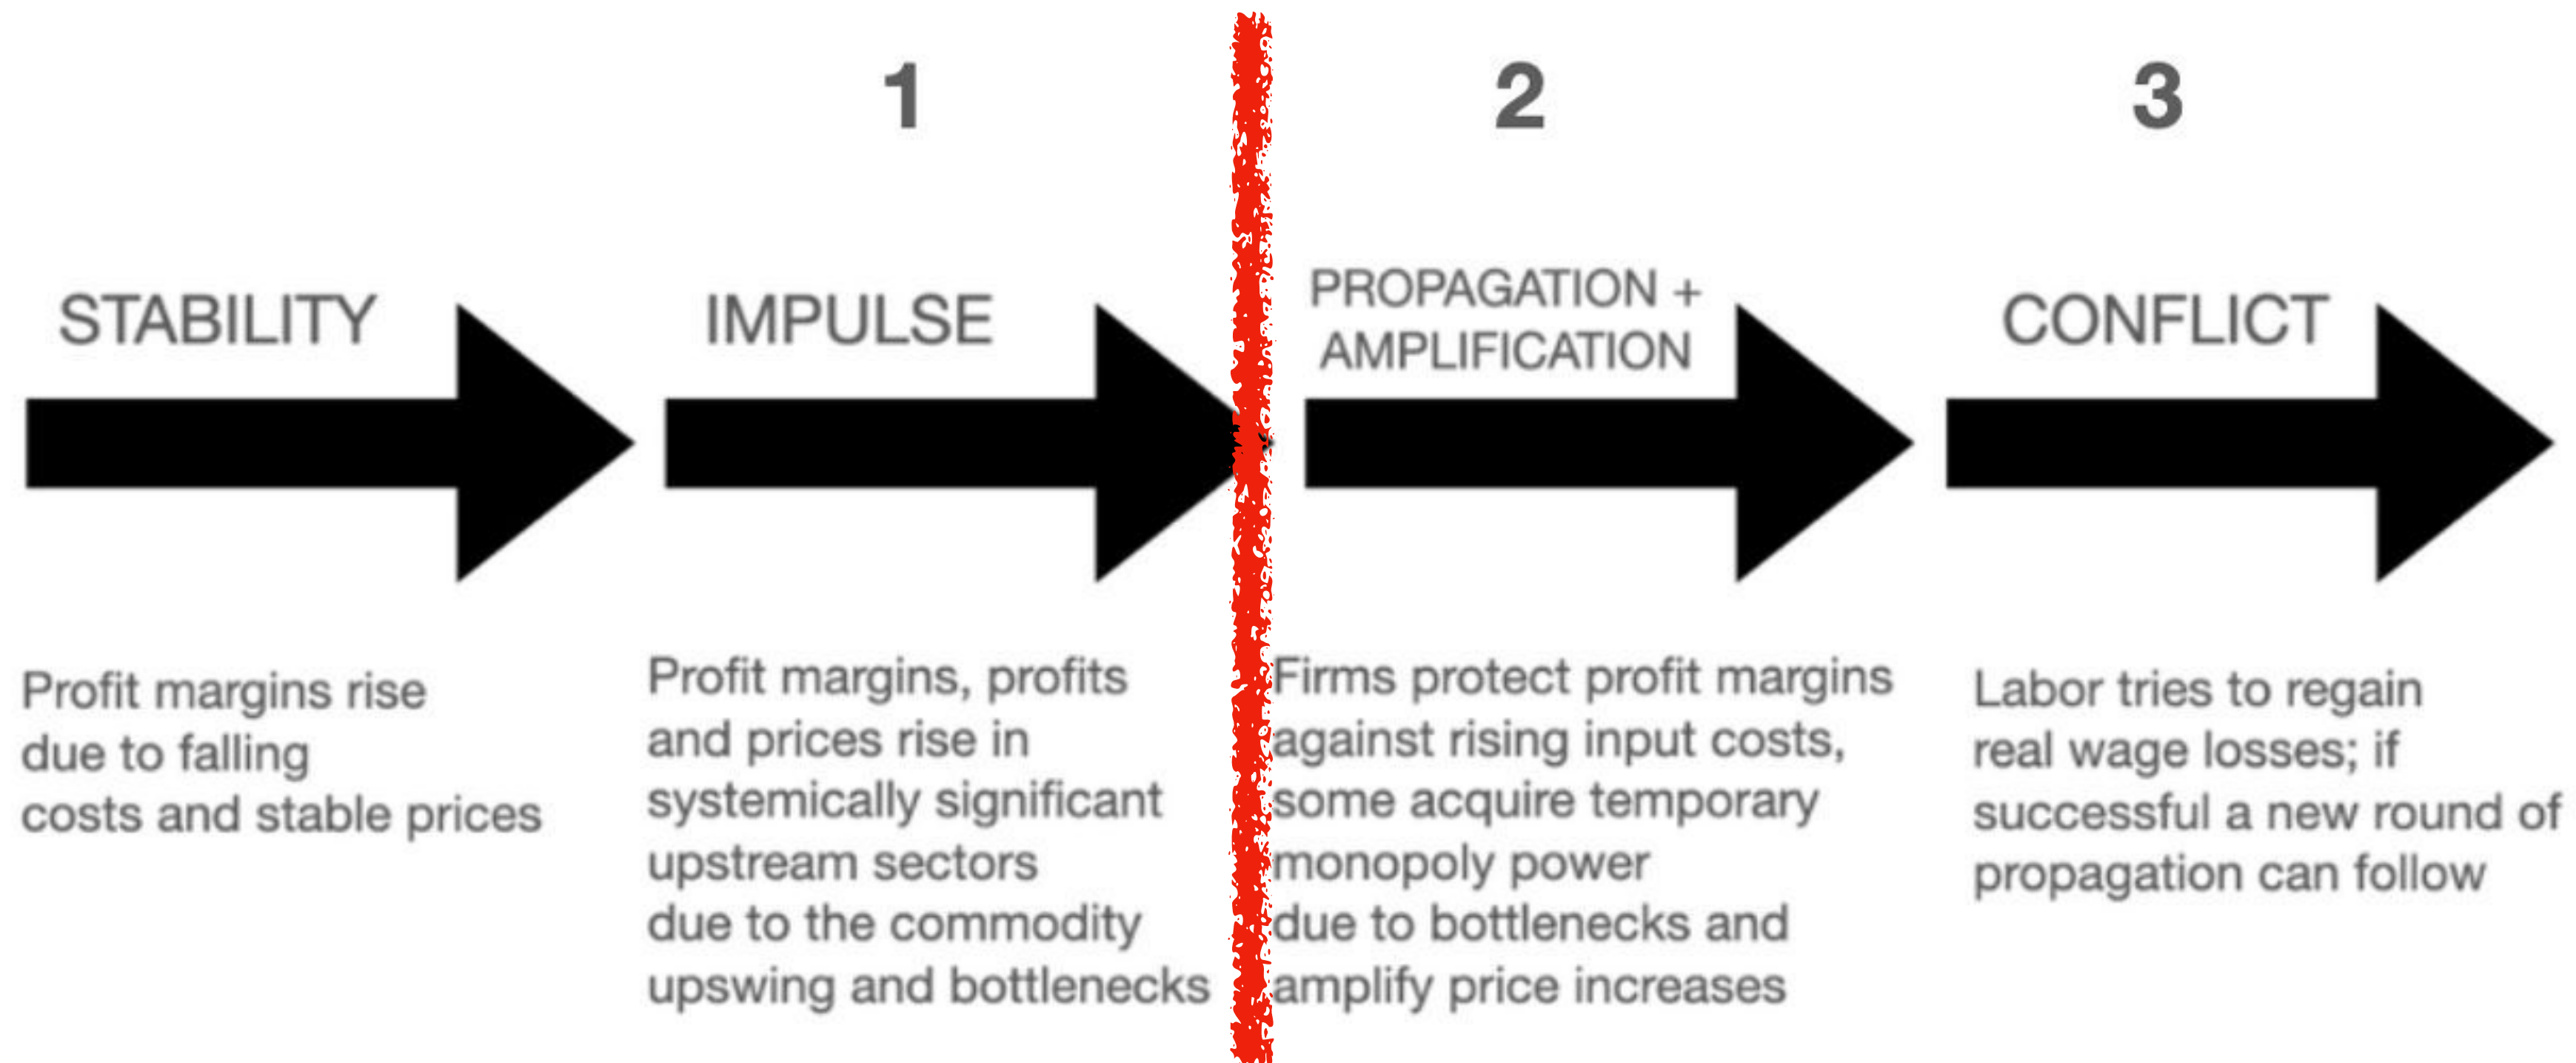 1
2
3
STABILITY
IMPULSE
PROPAGATION +
AMPLIFICATION
CONFLICT
Profit margins rise
due to falling
costs and stable prices
Profit margins, profits
and prices rise in
systemically significant
upstream sectors
due to the commodity
upswing and bottlenecks
Firms protect profit margins
against rising input costs,
some acquire temporary
monopoly power
due to bottlenecks and
amplify price increases
Labor tries to regain
real wage losses; if
successful a new round of
propagation can follow